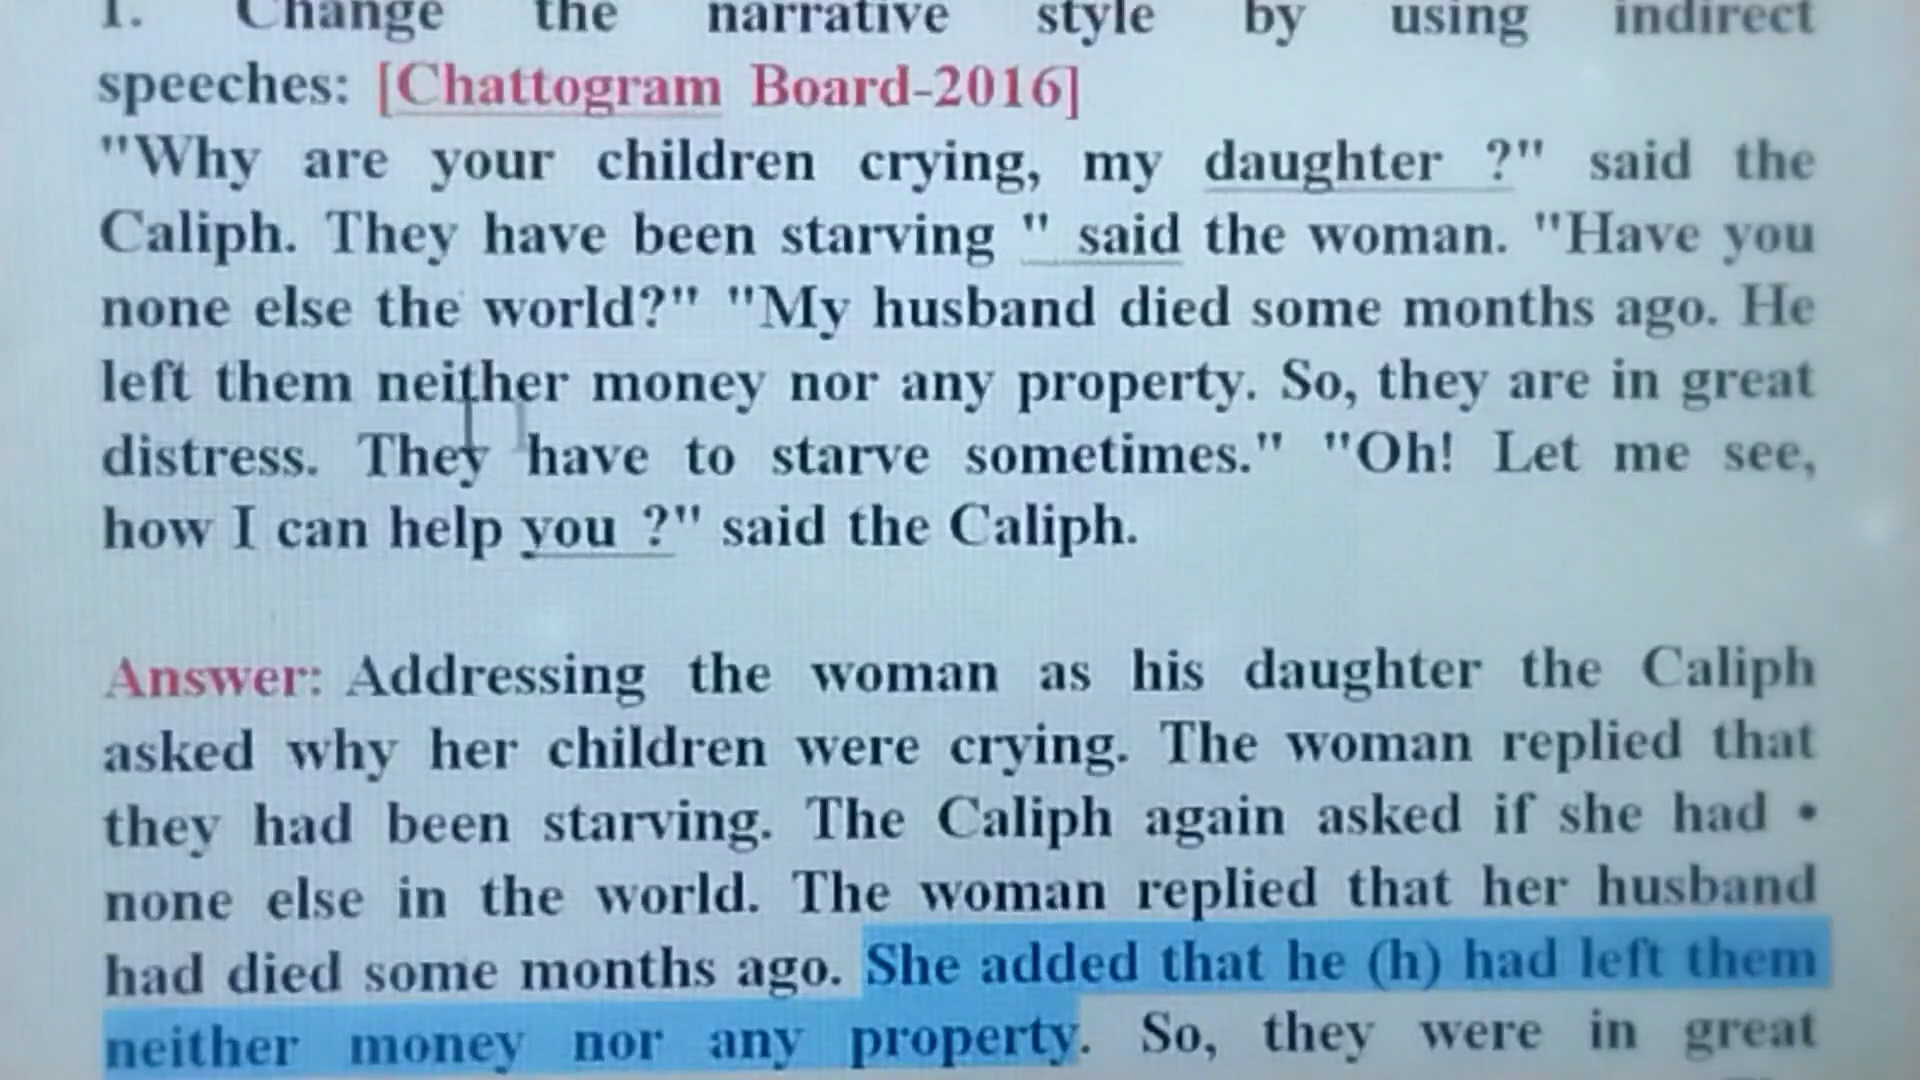 1. Change the narrative style by using indirect
speeches: [Chattogram Board-2016]
"Why are your children crying, my daughter ?" said the
Caliph. They have been starving " said the woman. "Have you
none else the world?" "My husband died some months ago. He
left them neither money nor any property. So, they are in great
distress. They have to starve sometimes." "Oh! Let me see,
how I can help you ?" said the Caliph.
Answer: Addressing the woman as his daughter the Caliph
asked why her children were crying. The woman replied that
they had been starving. The Caliph again asked if she had •
none else in the world. The woman replied that her husband
had died some months ago. She added that he (h) had left them
neither money nor any property. So, they were in great